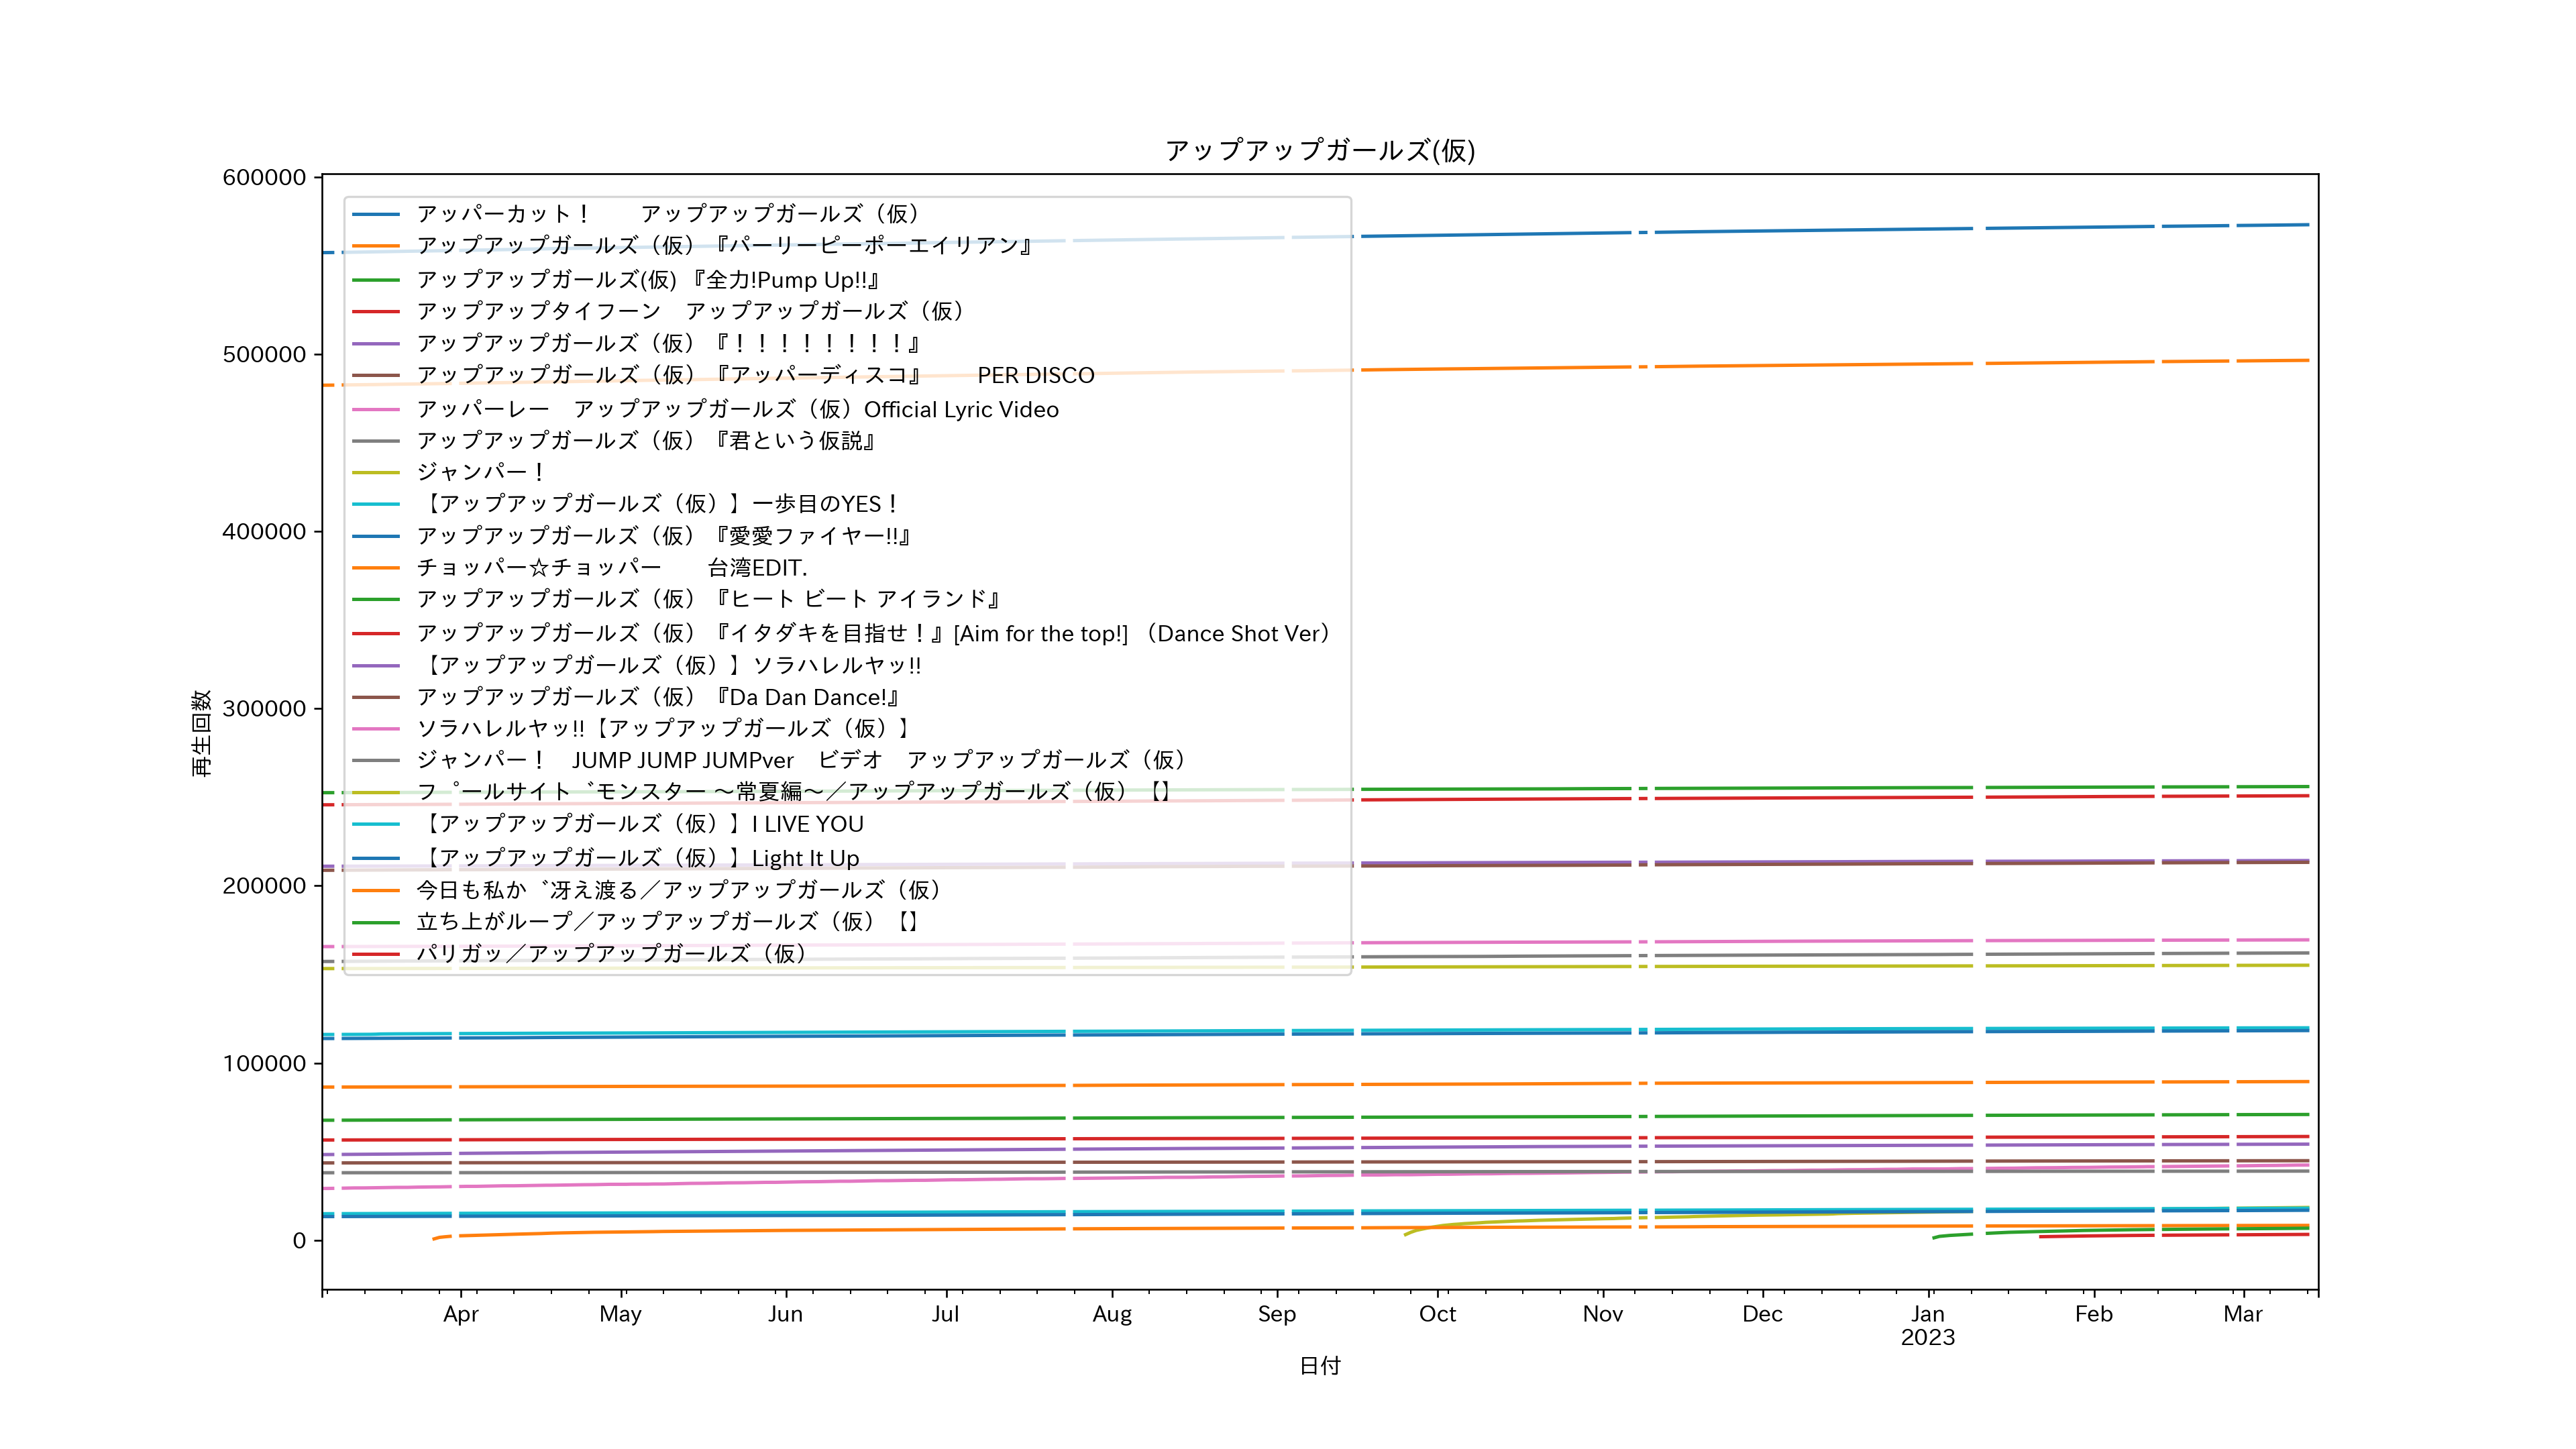 アップアップガールズ(仮)
600000
500000
400000
300000
200000
100000
0
再生回数
アッパーカット！　　アップアップガールズ（仮）
アップアップガールズ（仮）『パーリーピーポーエイリアン』
アップアップガールズ(仮) 『全力!Pump Up!!』
アップアップタイフーン　アップアップガールズ（仮）
アップアップガールズ（仮）『！！！！！！！！』
アップアップガールズ（仮）『アッパーディスコ』　　PER DISCO
アッパーレー　アップアップガールズ（仮）Official Lyric Video
アップアップガールズ（仮）『君という仮説』
ジャンパー！
【アップアップガールズ（仮）】一歩目のYES！
アップアップガールズ（仮）『愛愛ファイヤー!!』
チョッパー☆チョッパー　　台湾EDIT.
アップアップガールズ（仮）『ヒート ビート アイランド』
アップアップガールズ（仮）『イタダキを目指せ！』[Aim for the top!] （Dance Shot Ver）
【アップアップガールズ（仮）】ソラハレルヤッ!!
アップアップガールズ（仮）『Da Dan Dance!』
ソラハレルヤッ!!【アップアップガールズ（仮）】
ジャンパー！　JUMP JUMP JUMPver　ビデオ　アップアップガールズ（仮）
フ゜ールサイト゛モンスター 〜常夏編〜／アップアップガールズ（仮）【】
【アップアップガールズ（仮）】I LIVE YOU
【アップアップガールズ（仮）】Light It Up
今日も私か゛冴え渡る／アップアップガールズ（仮）
立ち上がループ／アップアップガールズ（仮）【】
パリガッ／アップアップガールズ（仮）
Apr May Jun Jul Aug Sep Oct Nov Dec Jan Feb Mar
2023
日付